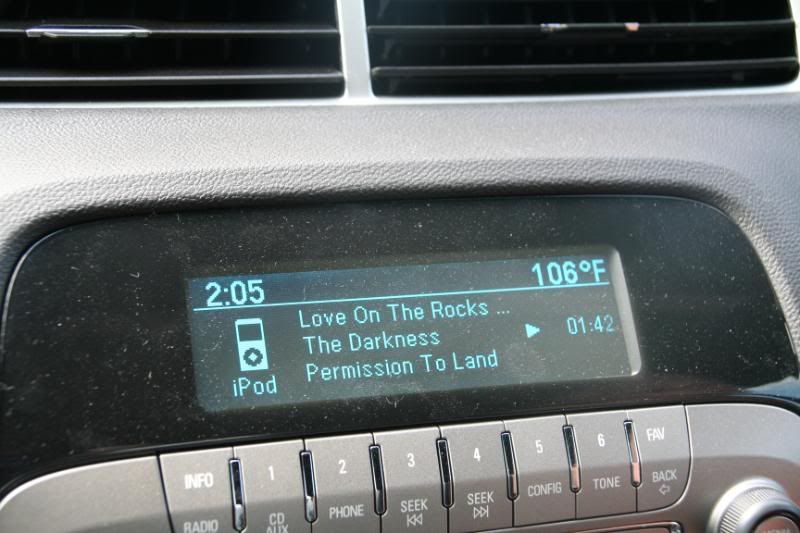 2:05 106°F
Love On The Rocks ...
The Darkness 01:42
Permission To Land
iPod
INFO 1 2 3 4 5 6 FAV
RADIO CD AUX PHONE SEEK SEEK CONFIG TONE BACK